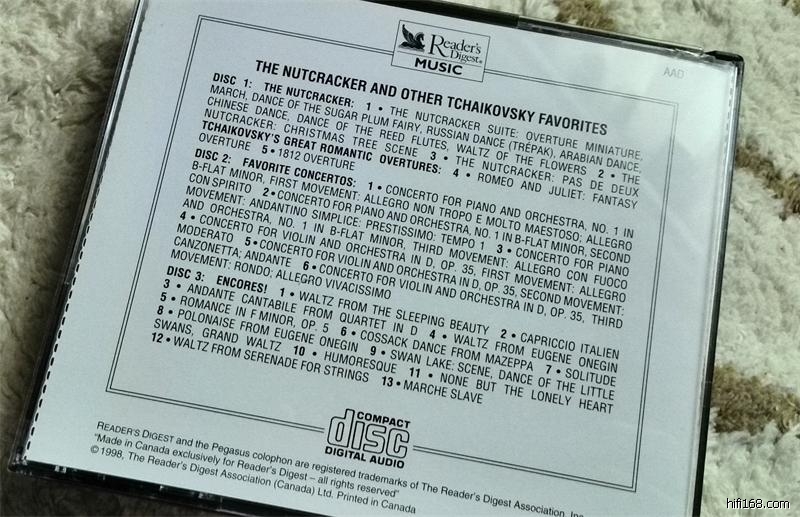 Reader's
Digest®
MUSIC
AAD
THE NUTCRACKER AND OTHER TCHAIKOVSKY FAVORITES
DISC 1: THE NUTCRACKER: 1 • THE NUTCRACKER SUITE: OVERTURE MINIATURE,
MARCH, DANCE OF THE SUGAR PLUM FAIRY, RUSSIAN DANCE (TRÉPAK), ARABIAN DANCE,
CHINESE DANCE, DANCE OF THE REED FLUTES, WALTZ OF THE FLOWERS 2 • THE
NUTCRACKER: CHRISTMAS TREE SCENE 3 • THE NUTCRACKER: PAS DE DEUX
TCHAIKOVSKY'S GREAT ROMANTIC OVERTURES: 4 • ROMEO AND JULIET: FANTASY
OVERTURE 5 • 1812 OVERTURE
DISC 2: FAVORITE CONCERTOS: 1 • CONCERTO FOR PIANO AND ORCHESTRA, NO. 1 IN
B-FLAT MINOR, FIRST MOVEMENT: ALLEGRO NON TROPO E MOLTO MAESTOSO; ALLEGRO
CON SPIRITO 2 • CONCERTO FOR PIANO AND ORCHESTRA, NO. 1 IN B-FLAT MINOR, SECOND
MOVEMENT: ANDANTINO SIMPLICE: PRESTISSIMO: TEMPO 1 3 • CONCERTO FOR PIANO
AND ORCHESTRA, NO. 1 IN B-FLAT MINOR, THIRD MOVEMENT: ALLEGRO CON FUOCO
4 • CONCERTO FOR VIOLIN AND ORCHESTRA IN D, OP. 35, FIRST MOVEMENT: ALLEGRO
MODERATO 5 • CONCERTO FOR VIOLIN AND ORCHESTRA IN D, OP. 35, SECOND MOVEMENT:
CANZONETTA; ANDANTE 6 • CONCERTO FOR VIOLIN AND ORCHESTRA IN D, OP. 35, THIRD
MOVEMENT: RONDO; ALLEGRO VIVACISSIMO
DISC 3: ENCORES! 1 • WALTZ FROM THE SLEEPING BEAUTY 2 • CAPRICCIO ITALIEN
3 • ANDANTE CANTABILE FROM QUARTET IN D 4 • WALTZ FROM EUGENE ONEGIN
5 • ROMANCE IN F MINOR, OP. 5 6 • COSSACK DANCE FROM MAZEPPA 7 • SOLITUDE
8 • POLONAISE FROM EUGENE ONEGIN 9 • SWAN LAKE: SCENE, DANCE OF THE LITTLE
SWANS, GRAND WALTZ 10 • HUMORESQUE 11 • NONE BUT THE LONELY HEART
12 • WALTZ FROM SERENADE FOR STRINGS 13 • MARCHE SLAVE
COMPACT
disc
DIGITAL AUDIO
READER'S DIGEST and the Pegasus colophon are registered trademarks of The Reader's Digest Association, Inc.
"Made in Canada exclusively for Reader's Digest – all rights reserved"
© 1998, The Reader's Digest Association (Canada) Ltd. Printed in Canada
hifi168.com